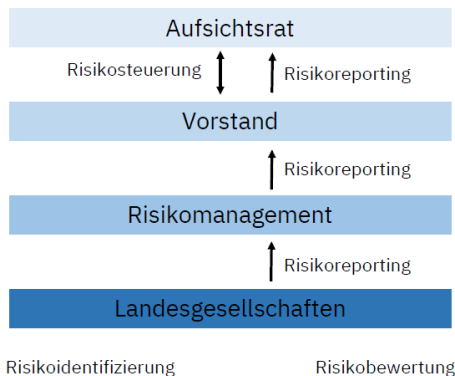 Aufsichtsrat
Risikosteuerung Risikoreporting
Vorstand
Risikoreporting
Risikomanagement
Risikoreporting
Landesgesellschaften
Risikoidentifizierung Risikobewertung